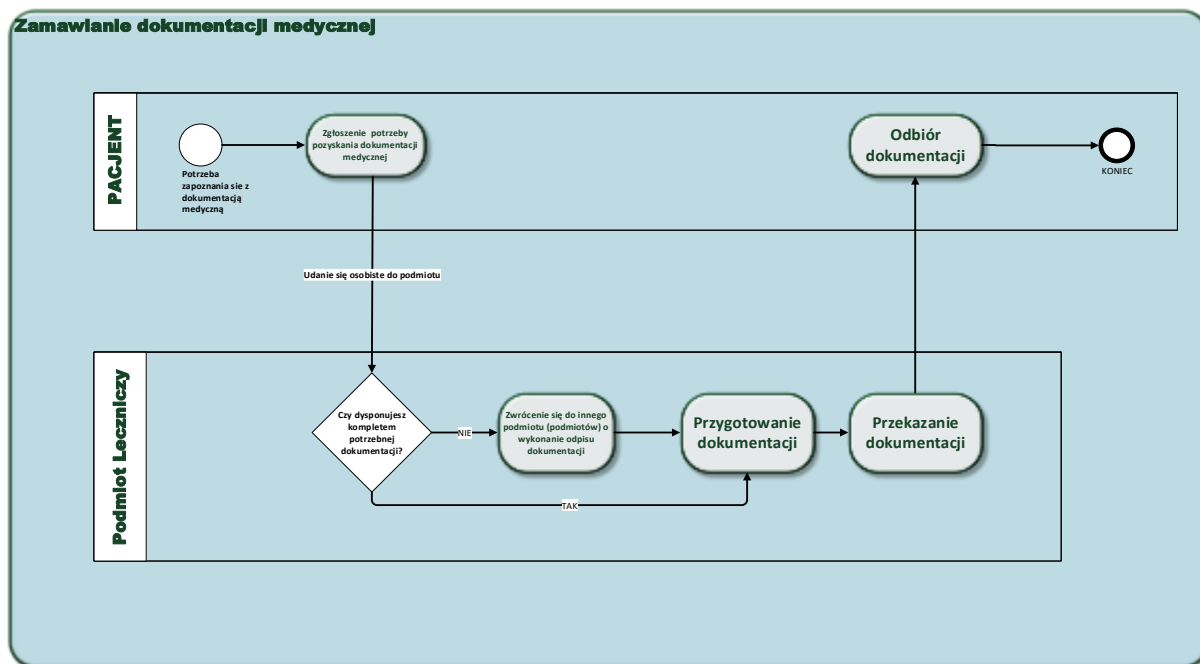 Zamawianie dokumentacji medycznej
PACJENT
Potrzeba
zapoznania sie z
dokumentacją
medyczną
Zgłoszenie potrzeby
pozyskania dokumentacji
medycznej
Odbiór
dokumentacji
KONIEC
Udanie się osobiste do podmiotu
Podmiot Leczniczy
Czy dysponujesz
kompletem
potrzebnej
dokumentacji?
NIE
Zwrócenie się do innego
podmiotu (podmiotów) o
wykonanie odpisu
dokumentacji
Przygotowanie
dokumentacji
Przekazanie
dokumentacji
TAK